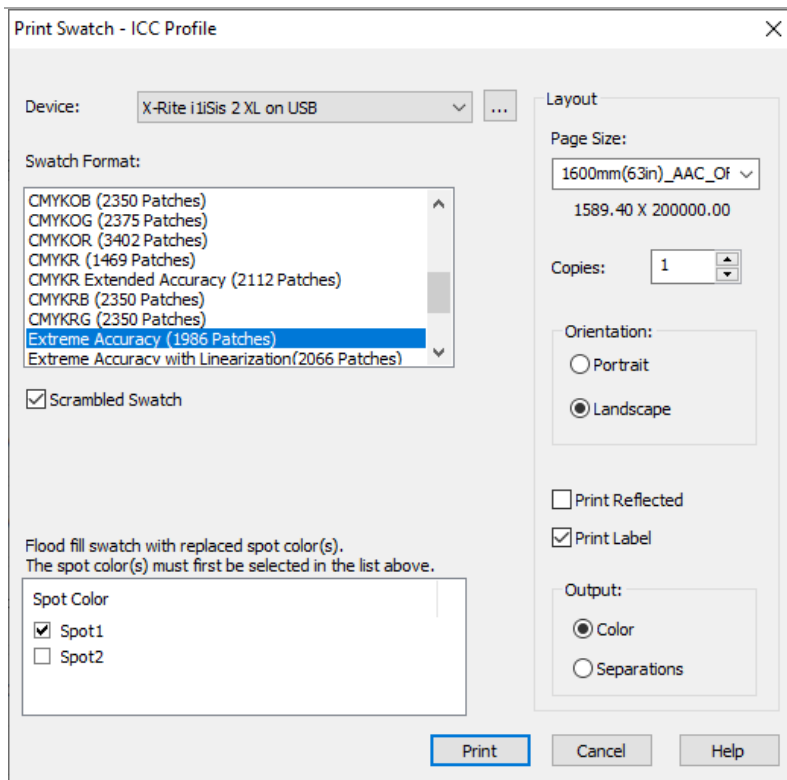 Print Swatch - ICC Profile
Device:
X-Rite i1iSis 2 XL on USB
...
Swatch Format:
CMYKOB (2350 Patches)
CMYKOG (2375 Patches)
CMYKOR (3402 Patches)
CMYKR (1469 Patches)
CMYKR Extended Accuracy (2112 Patches)
CMYKRB (2350 Patches)
CMYKRG (2350 Patches)
Extreme Accuracy (1986 Patches)
Extreme Accuracy with Linearization(2066 Patches)
Scrambled Swatch
Flood fill swatch with replaced spot color(s).
The spot color(s) must first be selected in the list above.
Spot Color
Spot1
Spot2
Layout
Page Size:
1600mm(63in)_AAC_OF
1589.40 X 200000.00
Copies:
1
Orientation:
Portrait
Landscape
Print Reflected
Print Label
Output:
Color
Separations
Print
Cancel
Help